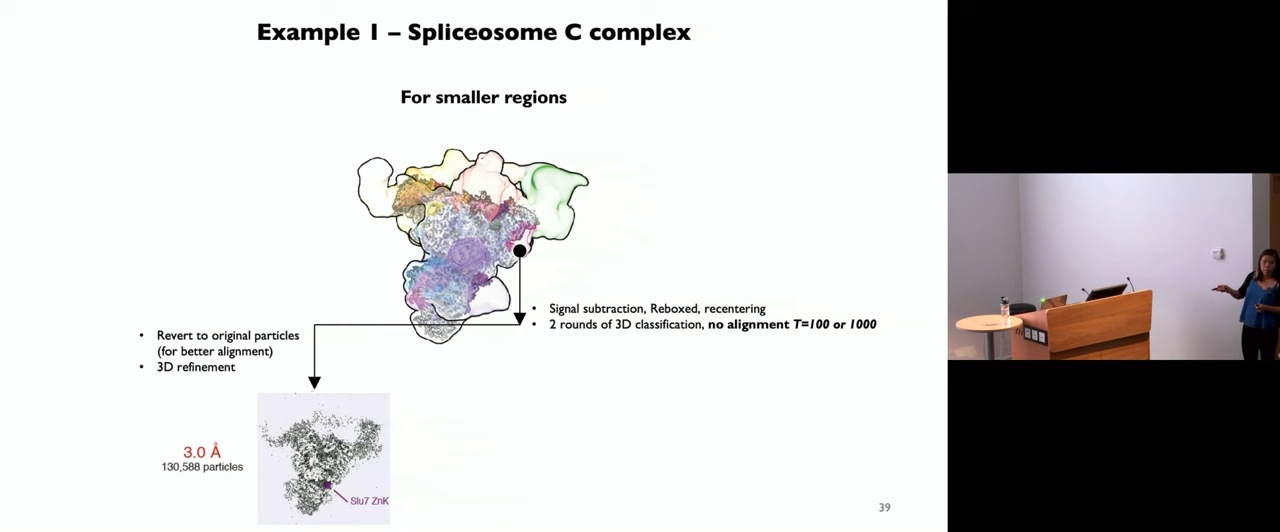 Example 1 – Spliceosome C complex
For smaller regions
• Signal subtraction, Reboxed, recentering
• 2 rounds of 3D classification, no alignment T=100 or 1000
• Revert to original particles
(for better alignment)
• 3D refinement
3.0 Å
130,588 particles
Slu7 ZnK
39